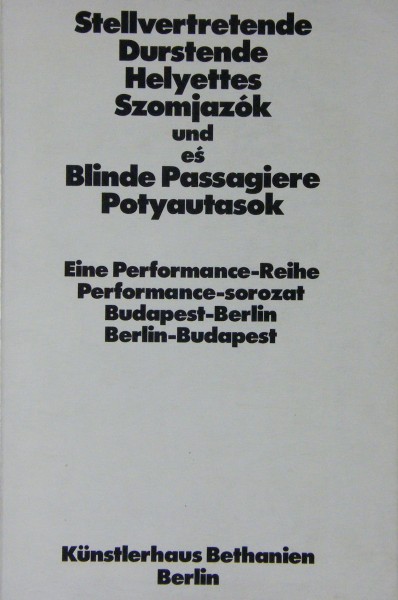 Stellvertretende
Durstende
Helyettes
Szomjazók
und
eś
Blinde Passagiere
Potyautasok
Eine Performance-Reihe
Performance-sorozat
Budapest-Berlin
Berlin-Budapest
Künstlerhaus Bethanien
Berlin